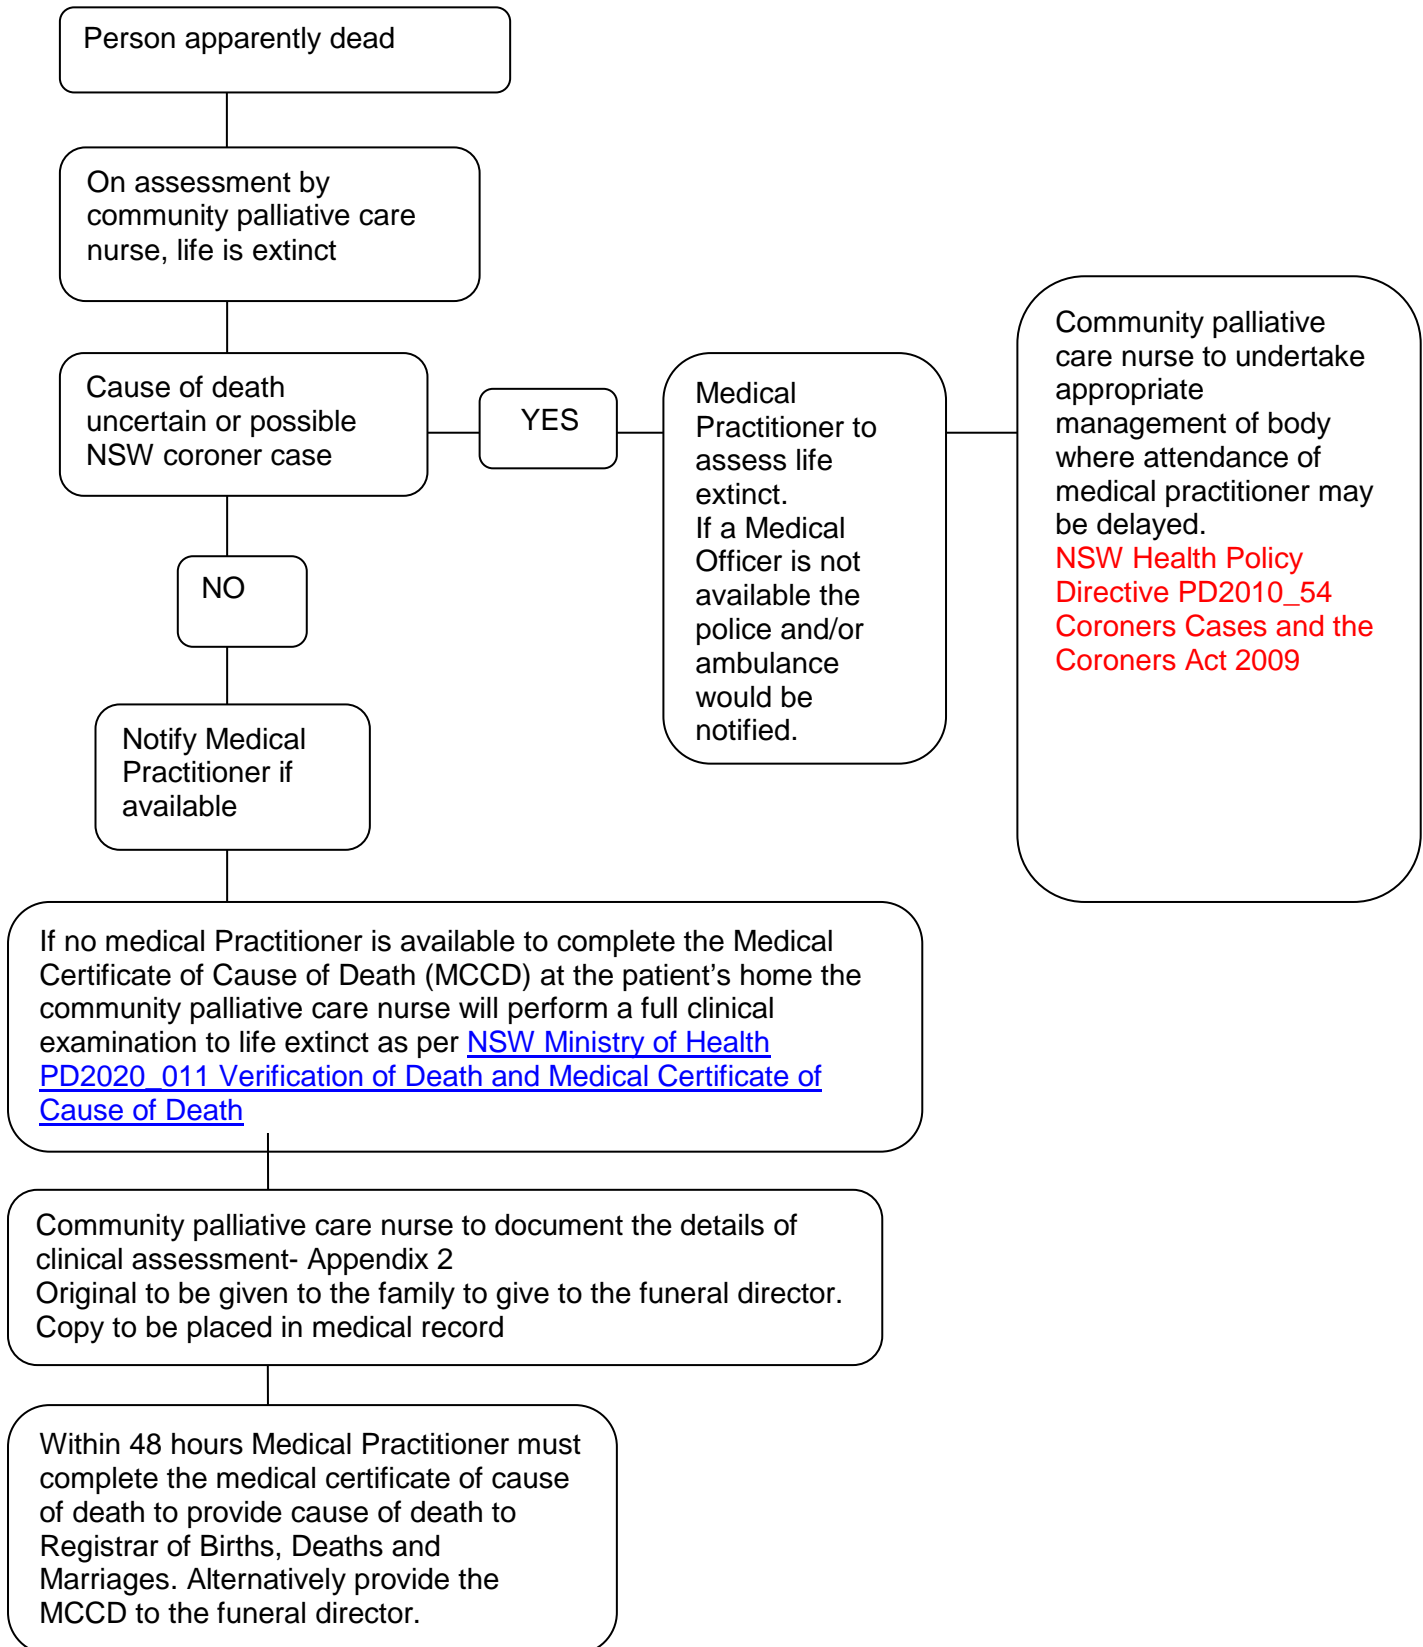 Person apparently dead
On assessment by
community palliative care
nurse, life is extinct
Cause of death
uncertain or possible
NSW coroner case
YES
Medical
Practitioner to
assess life
extinct.
If a Medical
Officer is not
available the
police and/or
ambulance
would be
notified.
Community palliative
care nurse to undertake
appropriate
management of body
where attendance of
medical practitioner may
be delayed.
NSW Health Policy
Directive PD2010_54
Coroners Cases and the
Coroners Act 2009
NO
Notify Medical
Practitioner if
available
If no medical Practitioner is available to complete the Medical
Certificate of Cause of Death (MCCD) at the patient's home the
community palliative care nurse will perform a full clinical
examination to life extinct as per NSW Ministry of Health
PD2020_011 Verification of Death and Medical Certificate of
Cause of Death
Community palliative care nurse to document the details of
clinical assessment- Appendix 2
Original to be given to the family to give to the funeral director.
Copy to be placed in medical record
Within 48 hours Medical Practitioner must
complete the medical certificate of cause
of death to provide cause of death to
Registrar of Births, Deaths and
Marriages. Alternatively provide the
MCCD to the funeral director.